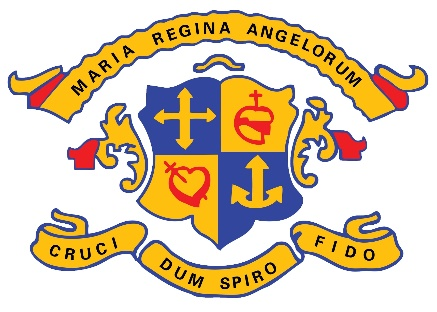 MARIA REGINA ANGELORUM
CRUCI DUM SPIRO FIDO